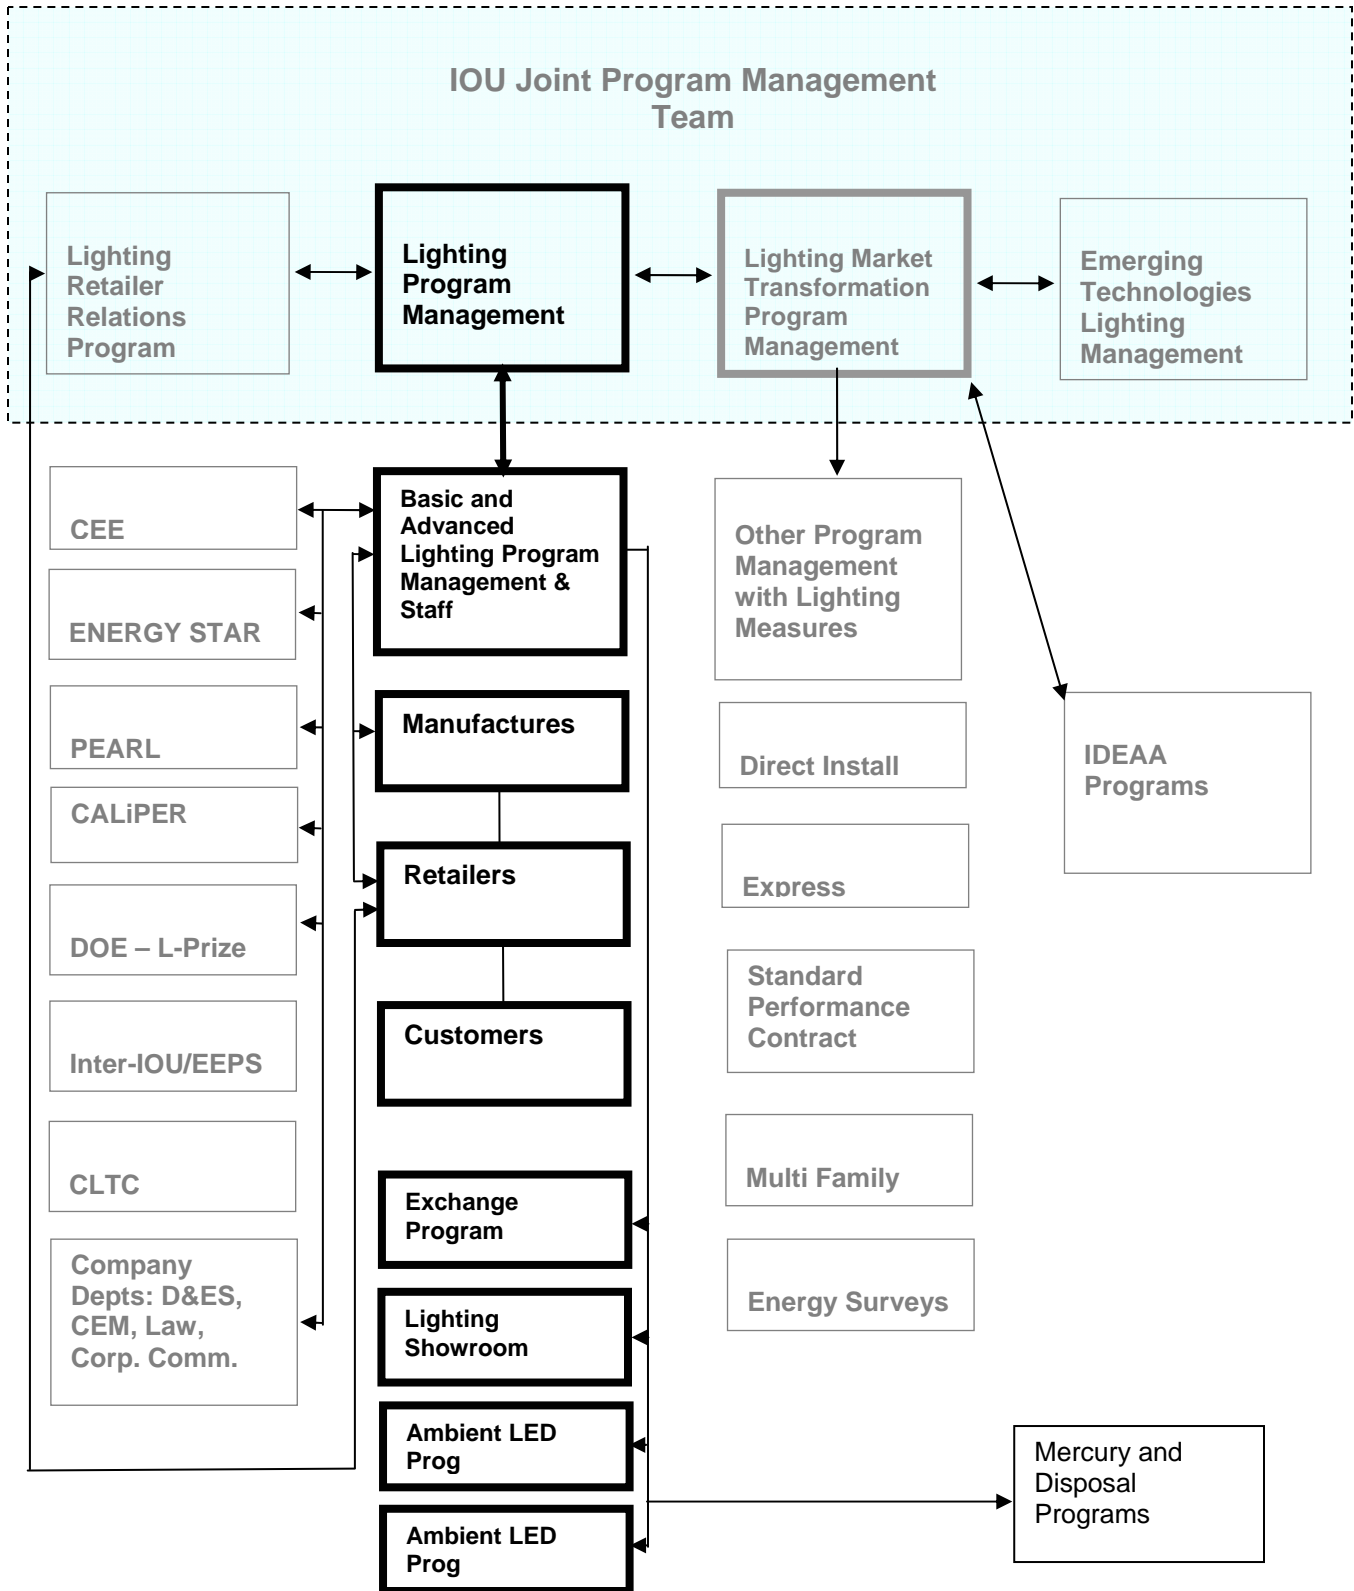 IOU Joint Program Management
Team
Lighting
Retailer
Relations
Program
Lighting
Program
Management
Lighting Market
Transformation
Program
Management
Emerging
Technologies
Lighting
Management
CEE
ENERGY STAR
PEARL
CALiPER
DOE – L-Prize
Inter-IOU/EEPS
CLTC
Company
Depts: D&ES,
CEM, Law,
Corp. Comm.
Basic and
Advanced
Lighting Program
Management &
Staff
Manufactures
Retailers
Customers
Exchange
Program
Lighting
Showroom
Ambient LED
Prog
Ambient LED
Prog
Other Program
Management
with Lighting
Measures
Direct Install
Express
Standard
Performance
Contract
Multi Family
Energy Surveys
IDEAA
Programs
Mercury and
Disposal
Programs